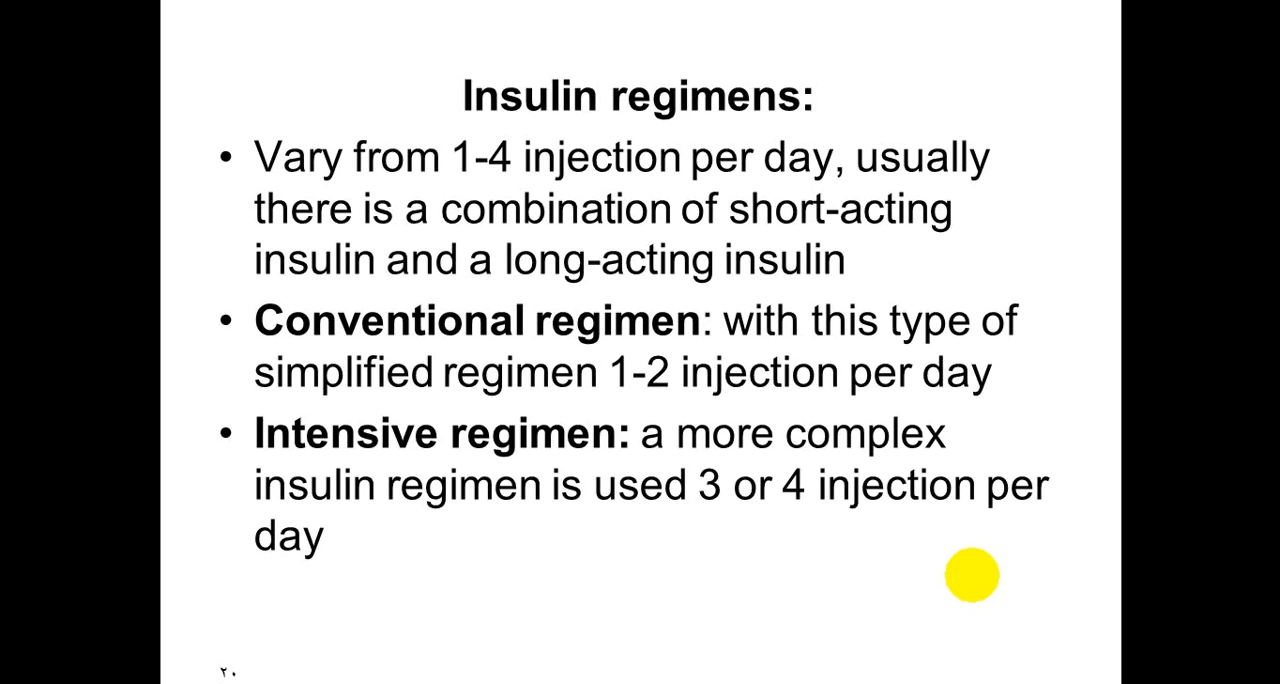 Insulin regimens:
• Vary from 1-4 injection per day, usually
there is a combination of short-acting
insulin and a long-acting insulin
• Conventional regimen: with this type of
simplified regimen 1-2 injection per day
• Intensive regimen: a more complex
insulin regimen is used 3 or 4 injection per
day
٢٠